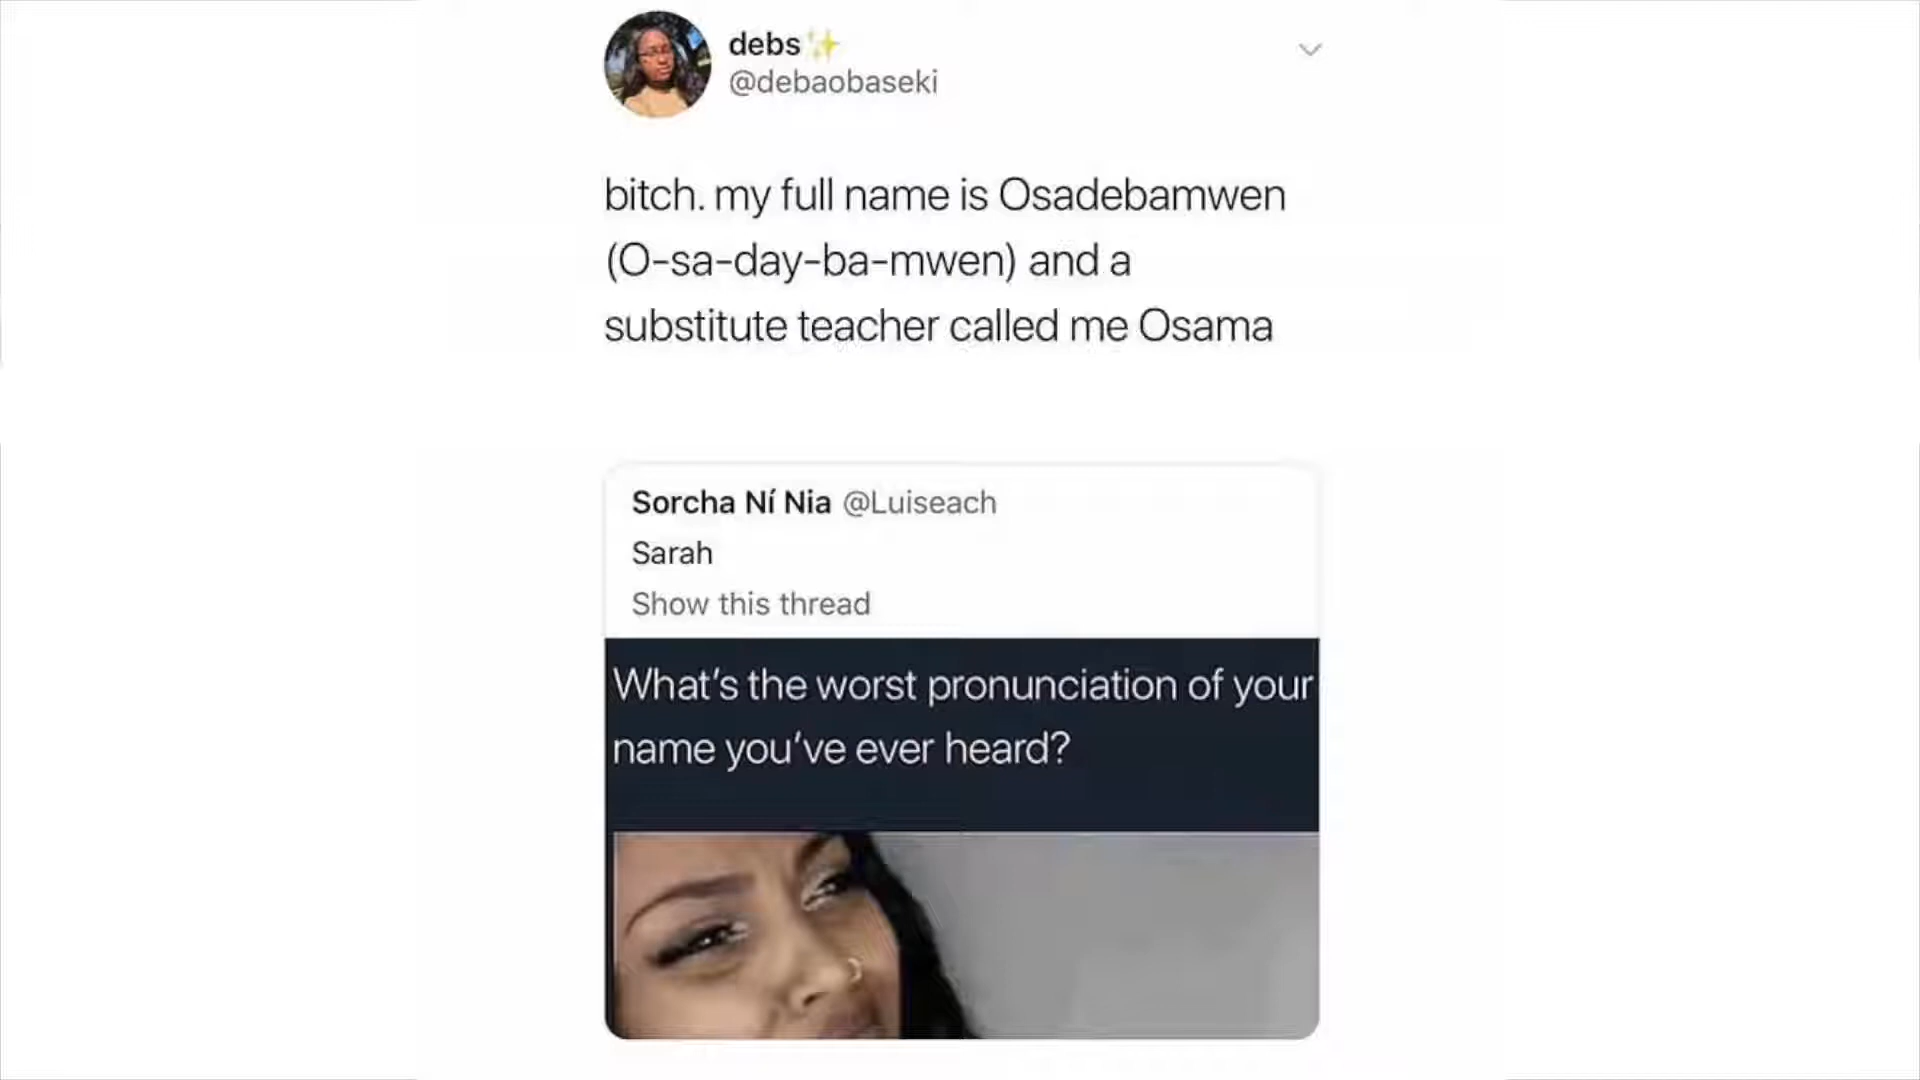 debs✨
@debaobaseki
bitch. my full name is Osadebamwen
(O-sa-day-ba-mwen) and a
substitute teacher called me Osama
Sorcha Ní Nia @Luiseach
Sarah
Show this thread
What's the worst pronunciation of your
name you've ever heard?